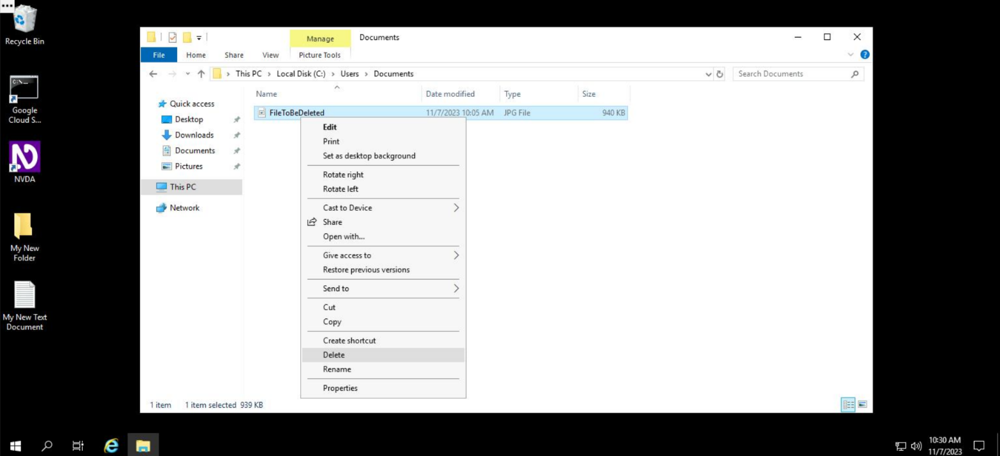 Recycle Bin
C:\
Google
Cloud S...
NVDA
My New
Folder
My New Text
Document
Manage
Documents
File Home Share View Picture Tools
This PC > Local Disk (C:) > Users > Documents
Search Documents
Name Date modified Type Size
FileToBeDeleted 11/7/2023 10:05 AM JPG File 940 KB
Quick access
Desktop
Downloads
Documents
Pictures
This PC
Network
Edit
Print
Set as desktop background
Rotate right
Rotate left
Cast to Device
Share
Open with...
Give access to
Restore previous versions
Send to
Cut
Copy
Create shortcut
Delete
Rename
Properties
1 item 1 item selected 939 KB
10:30 AM
11/7/2023